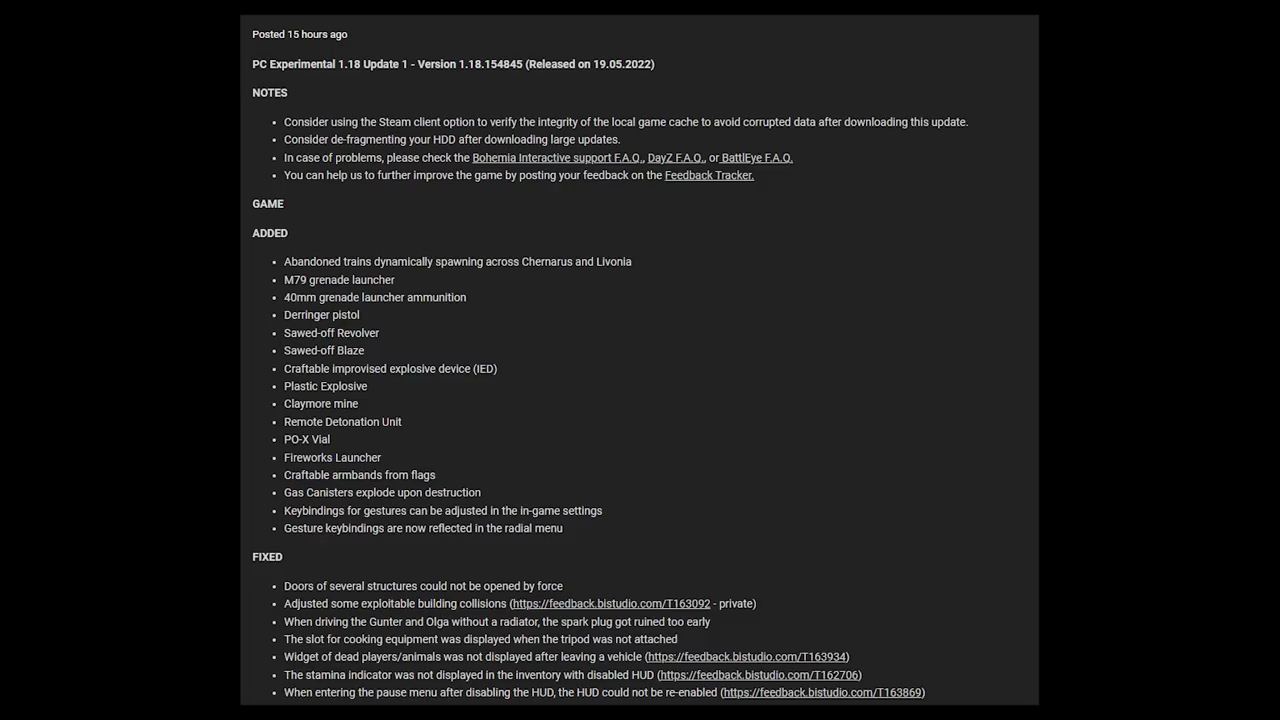 Posted 15 hours ago
PC Experimental 1.18 Update 1 - Version 1.18.154845 (Released on 19.05.2022)
NOTES
• Consider using the Steam client option to verify the integrity of the local game cache to avoid corrupted data after downloading this update.
• Consider de-fragmenting your HDD after downloading large updates.
• In case of problems, please check the Bohemia Interactive support F.A.Q., DayZ F.A.Q., or BattlEye F.A.Q.
• You can help us to further improve the game by posting your feedback on the Feedback Tracker.
GAME
ADDED
• Abandoned trains dynamically spawning across Chernarus and Livonia
• M79 grenade launcher
• 40mm grenade launcher ammunition
• Derringer pistol
• Sawed-off Revolver
• Sawed-off Blaze
• Craftable improvised explosive device (IED)
• Plastic Explosive
• Claymore mine
• Remote Detonation Unit
• PO-X Vial
• Fireworks Launcher
• Craftable armbands from flags
• Gas Canisters explode upon destruction
• Keybindings for gestures can be adjusted in the in-game settings
• Gesture keybindings are now reflected in the radial menu
FIXED
• Doors of several structures could not be opened by force
• Adjusted some exploitable building collisions (https://feedback.bistudio.com/T163092 - private)
• When driving the Gunter and Olga without a radiator, the spark plug got ruined too early
• The slot for cooking equipment was displayed when the tripod was not attached
• Widget of dead players/animals was not displayed after leaving a vehicle (https://feedback.bistudio.com/T163934)
• The stamina indicator was not displayed in the inventory with disabled HUD (https://feedback.bistudio.com/T162706)
• When entering the pause menu after disabling the HUD, the HUD could not be re-enabled (https://feedback.bistudio.com/T163869)